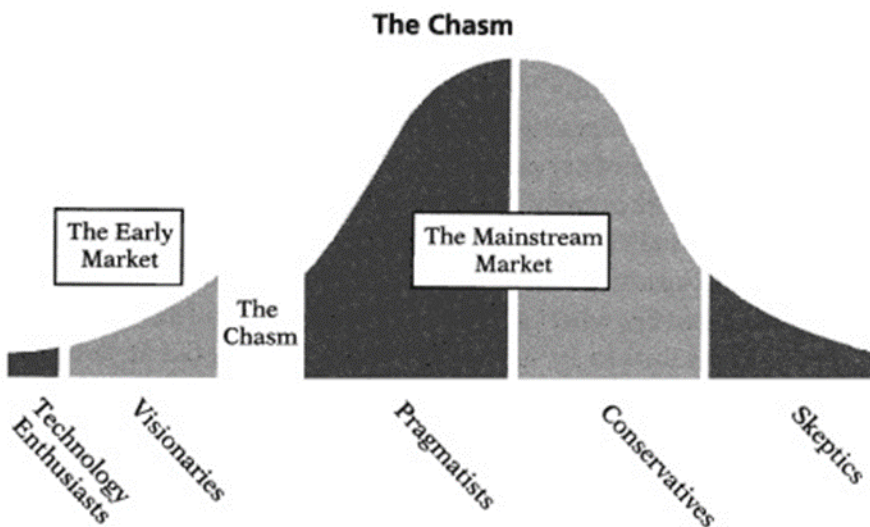 The Chasm
The Early
Market
The Mainstream
Market
The
Chasm
Technology
Enthusiasts
Visionaries
Pragmatists
Conservatives
Skeptics